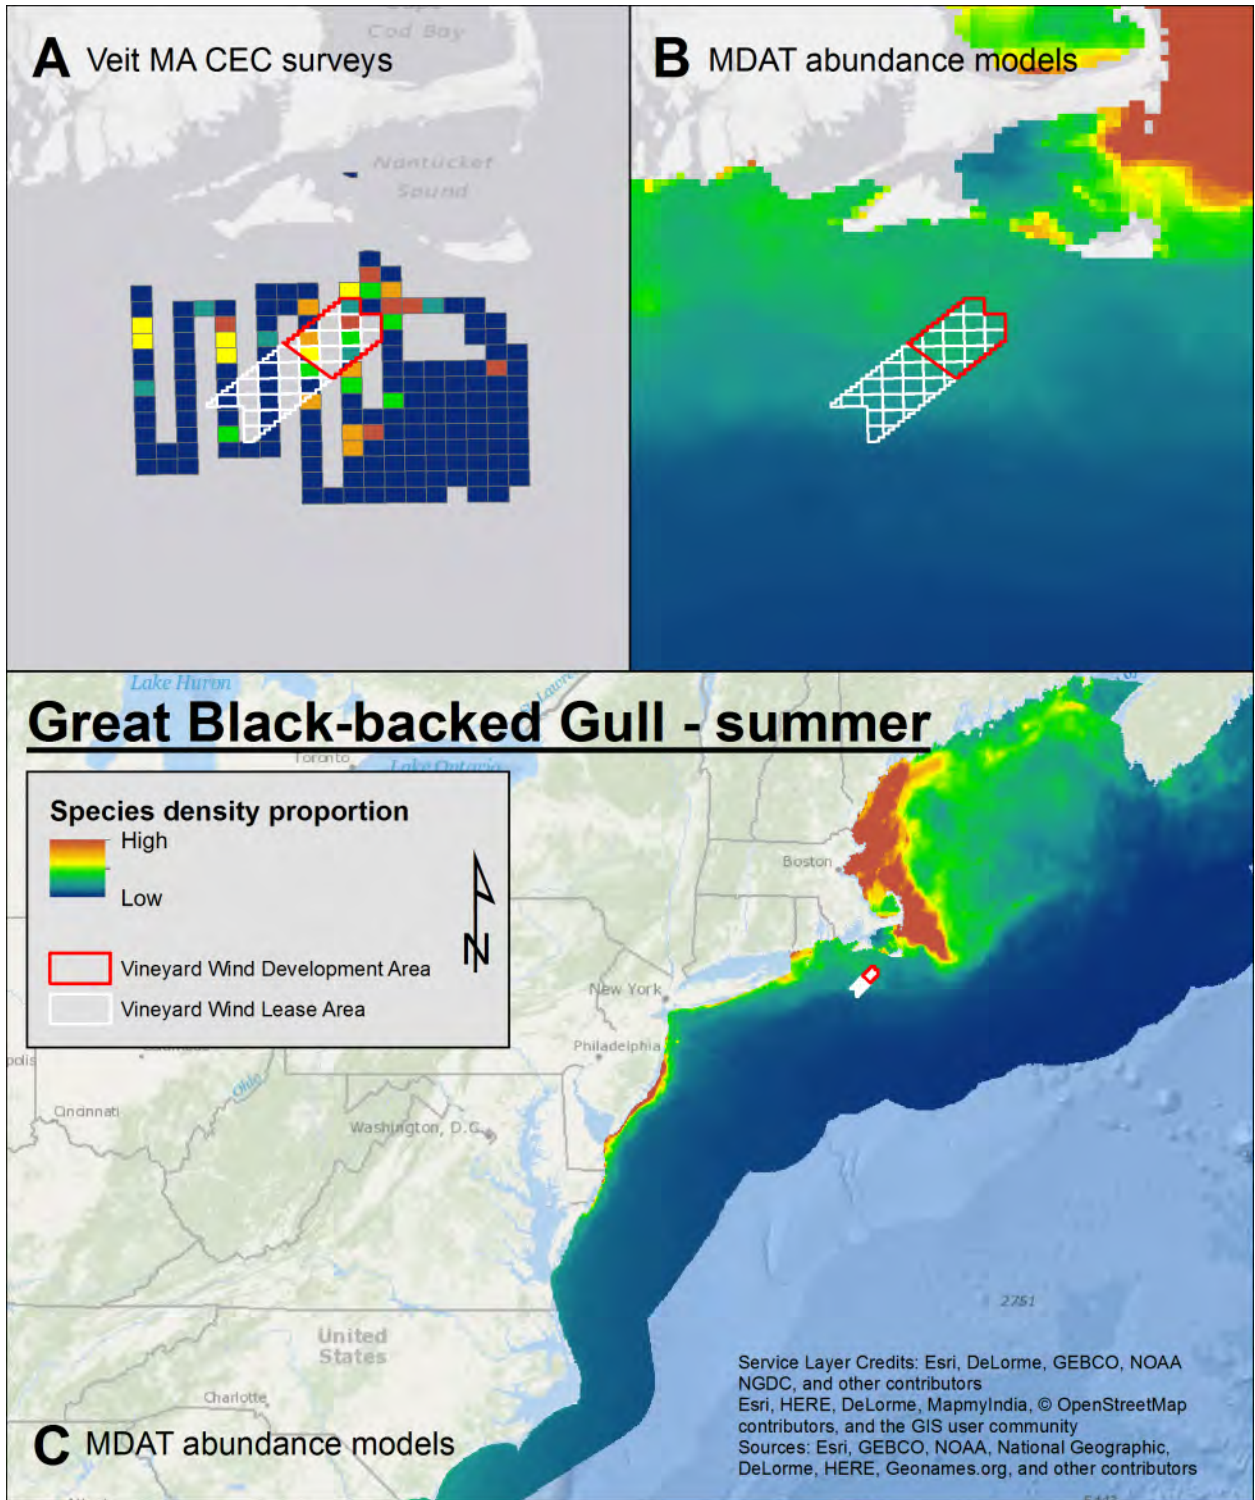 Cod Bay
A Veit MA CEC surveys
Nantucket
Sound
B MDAT abundance models
Lake Huron
Great Black-backed Gull - summer
Toronto
Lake Ontario
Species density proportion
High
Low
N
Vineyard Wind Development Area
Vineyard Wind Lease Area
Boston
New York
Philadelphia
Ohio
Cincinnati
Washington, D.C.
2751
United
States
Charlotte
C MDAT abundance models
Service Layer Credits: Esri, DeLorme, GEBCO, NOAA
NGDC, and other contributors
Esri, HERE, DeLorme, MapmyIndia, © OpenStreetMap
contributors, and the GIS user community
Sources: Esri, GEBCO, NOAA, National Geographic,
DeLorme, HERE, Geonames.org, and other contributors